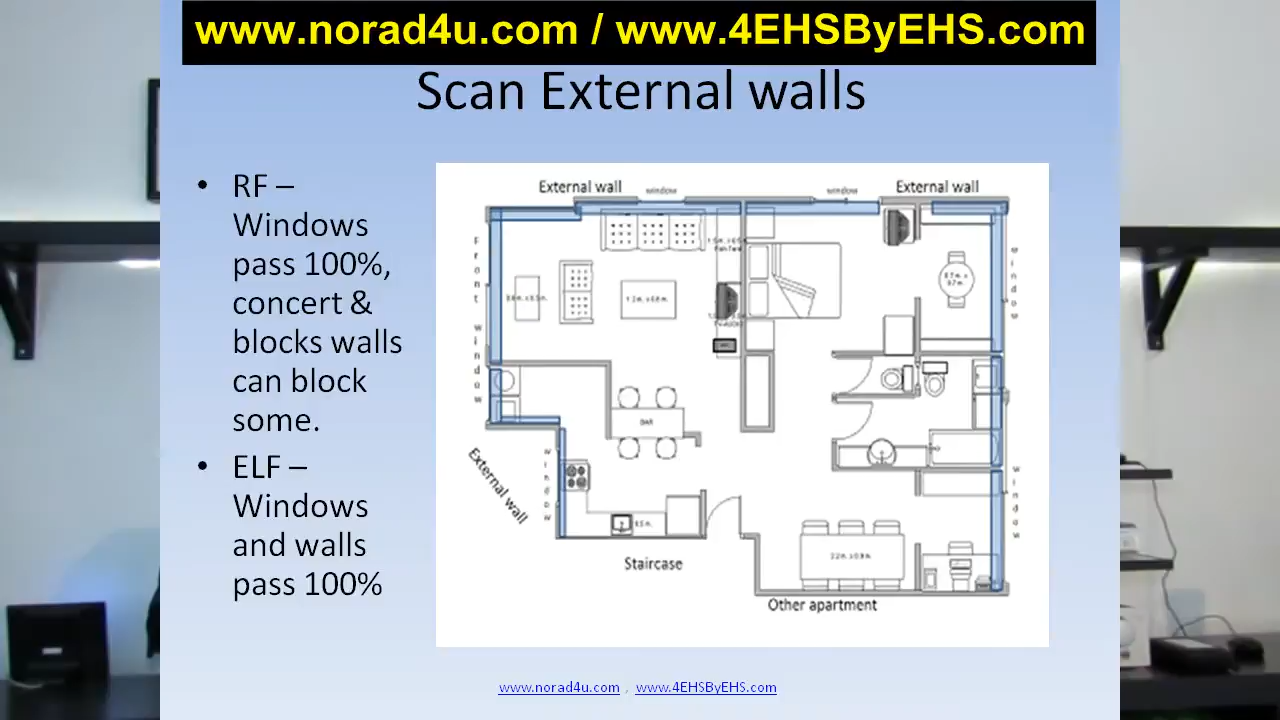 www.norad4u.com / www.4EHSByEHS.com
Scan External walls
• RF –
Windows
pass 100%,
concert &
blocks walls
can block
some.
• ELF –
Windows
and walls
pass 100%
External wall
window
window
External wall
Front window
window
BAR
External wall
window
window
Staircase
Other apartment
www.norad4u.com , www.4EHSByEHS.com